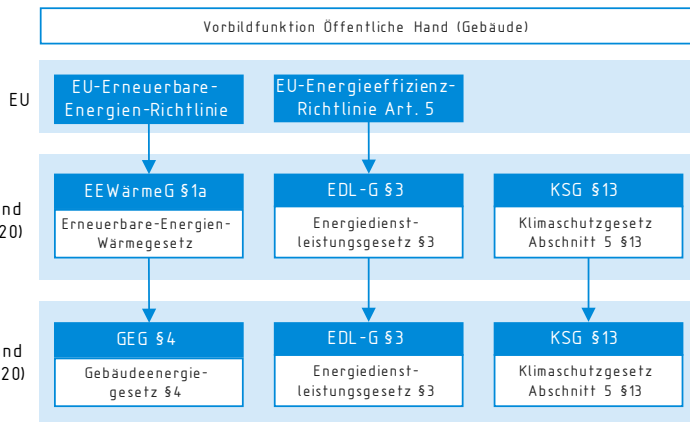 Vorbildfunktion Öffentliche Hand (Gebäude)
EU
EU-Erneuerbare-
Energien-Richtlinie
EU-Energieeffizienz-
Richtlinie Art. 5
nd
20)
EEWärmeG §1a
Erneuerbare-Energien-
Wärmegesetz
EDL-G §3
Energiedienst-
leistungsgesetz §3
KSG §13
Klimaschutzgesetz
Abschnitt 5 §13
nd
20)
GEG §4
Gebäudeenergie-
gesetz §4
EDL-G §3
Energiedienst-
leistungsgesetz §3
KSG §13
Klimaschutzgesetz
Abschnitt 5 §13